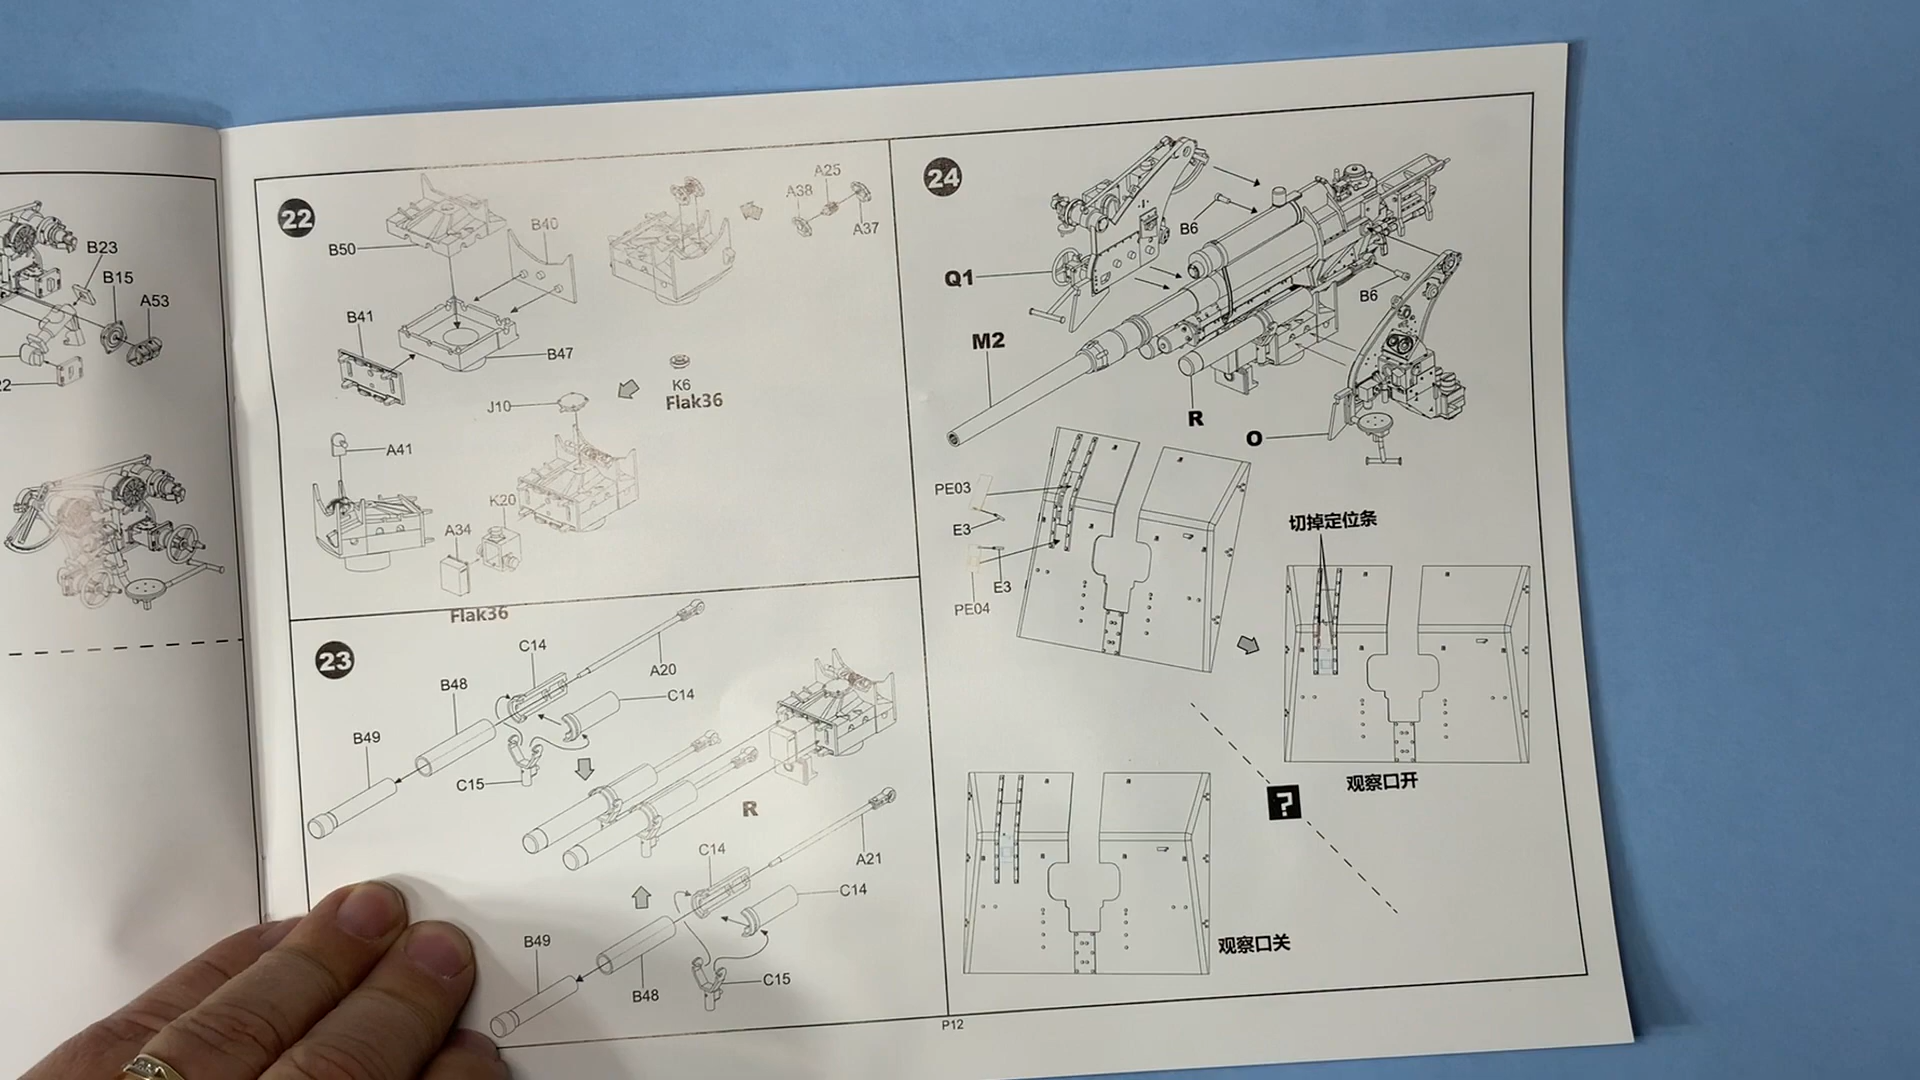 B23
B15
A53
22
B50
B40
B41
B47
A38
A25
A37
K6
Flak36
J10
A41
K20
A34
Flak36
23
C14
A20
B48
C14
B49
C15
R
C14
A21
C14
B49
B48
C15
24
B6
Q1
B6
M2
R
O
PE03
E3
E3
PE04
切掉定位条
观察口开
?
观察口关
P12